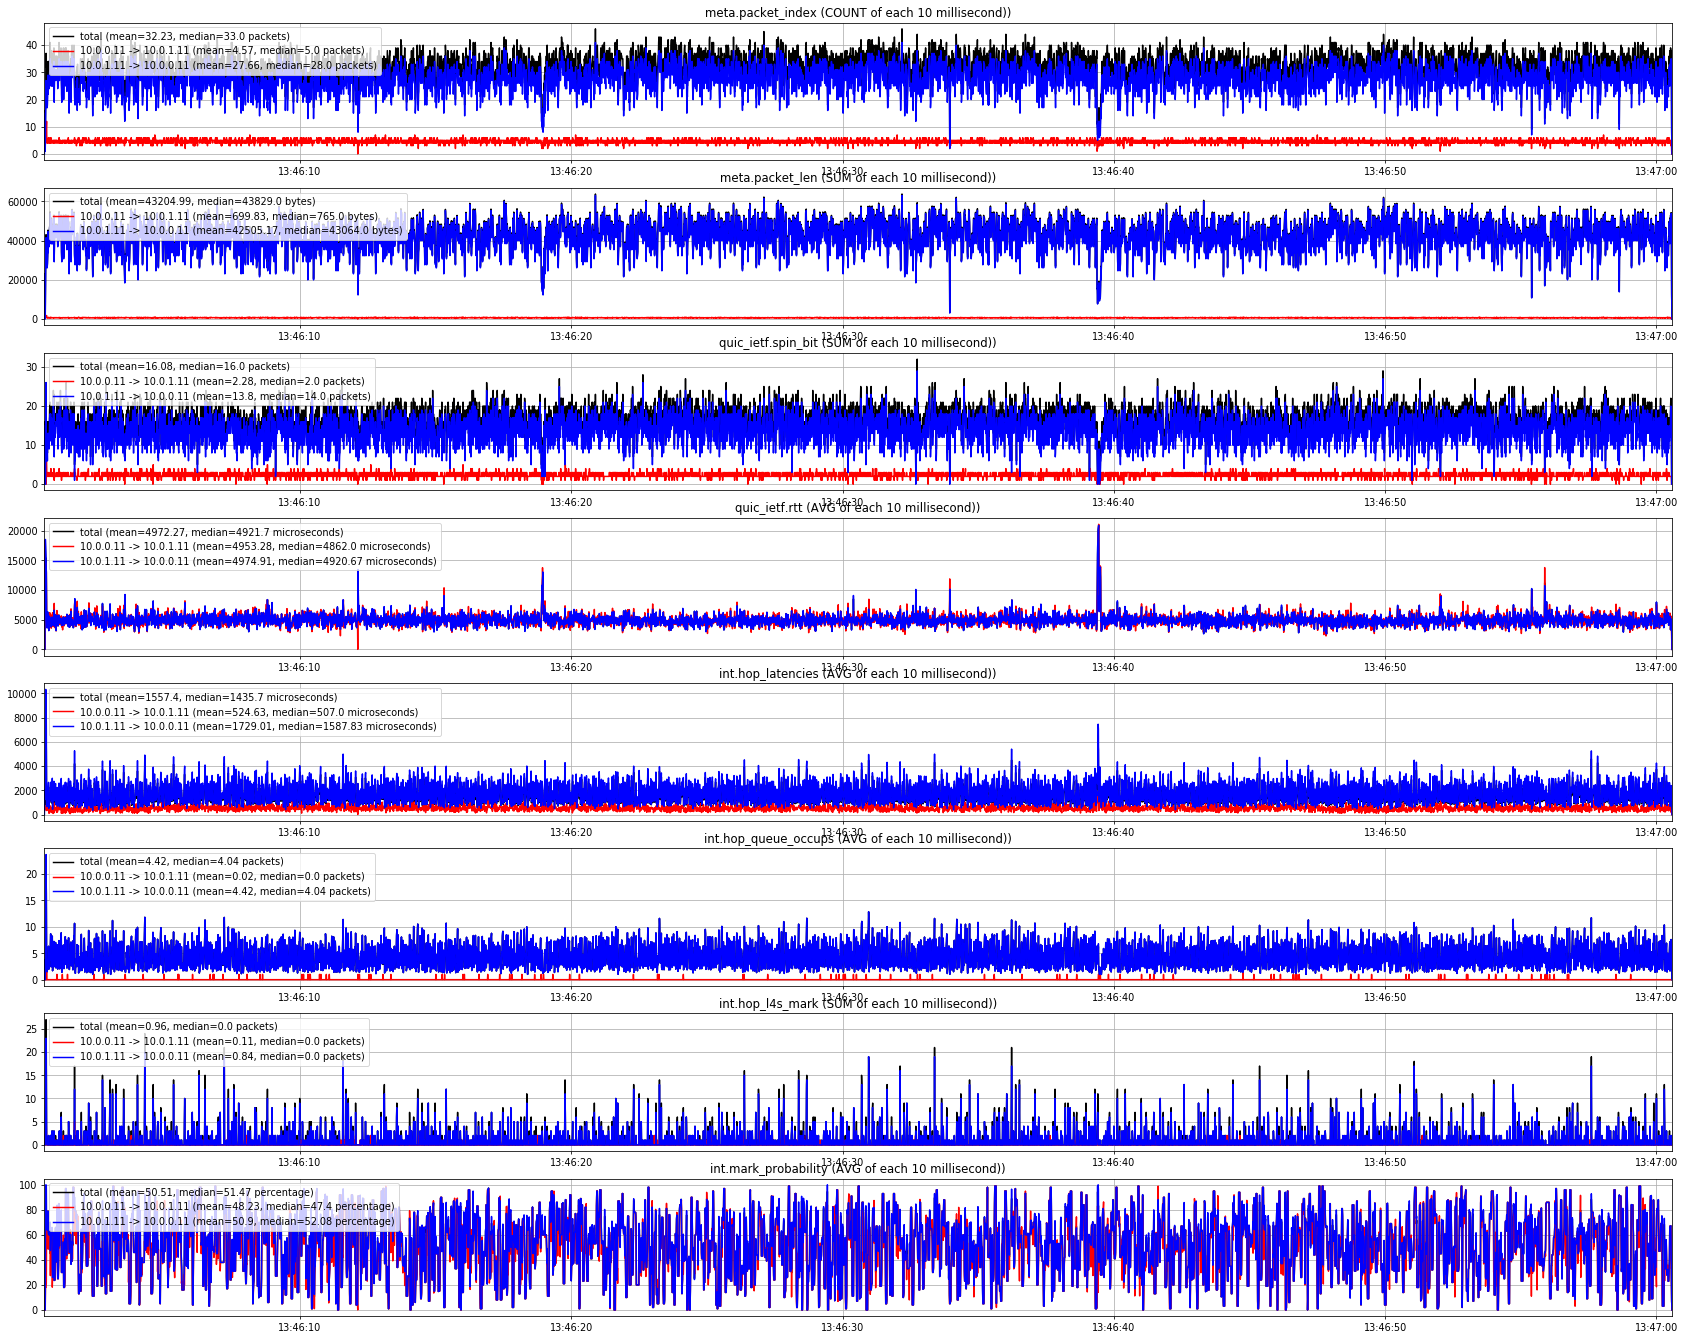 meta.packet_index (COUNT of each 10 millisecond))
total (mean=32.23, median=33.0 packets)
10.0.0.11 -> 10.0.1.11 (mean=4.57, median=5.0 packets)
10.0.1.11 -> 10.0.0.11 (mean=27.66, median=28.0 packets)
40
30
20
10
0
13:46:10 13:46:20 13:46:30 13:46:40 13:46:50 13:47:00
meta.packet_len (SUM of each 10 millisecond))
total (mean=43204.99, median=43829.0 bytes)
10.0.0.11 -> 10.0.1.11 (mean=699.83, median=765.0 bytes)
10.0.1.11 -> 10.0.0.11 (mean=42505.17, median=43064.0 bytes)
60000
40000
20000
0
13:46:10 13:46:20 13:46:30 13:46:40 13:46:50 13:47:00
quic_ietf.spin_bit (SUM of each 10 millisecond))
total (mean=16.08, median=16.0 packets)
10.0.0.11 -> 10.0.1.11 (mean=2.28, median=2.0 packets)
10.0.1.11 -> 10.0.0.11 (mean=13.8, median=14.0 packets)
30
20
10
0
13:46:10 13:46:20 13:46:30 13:46:40 13:46:50 13:47:00
quic_ietf.rtt (AVG of each 10 millisecond))
total (mean=4972.27, median=4921.7 microseconds)
10.0.0.11 -> 10.0.1.11 (mean=4953.28, median=4862.0 microseconds)
10.0.1.11 -> 10.0.0.11 (mean=4974.91, median=4920.67 microseconds)
20000
15000
10000
5000
0
13:46:10 13:46:20 13:46:30 13:46:40 13:46:50 13:47:00
int.hop_latencies (AVG of each 10 millisecond))
total (mean=1557.4, median=1435.7 microseconds)
10.0.0.11 -> 10.0.1.11 (mean=524.63, median=507.0 microseconds)
10.0.1.11 -> 10.0.0.11 (mean=1729.01, median=1587.83 microseconds)
10000
8000
6000
4000
2000
0
13:46:10 13:46:20 13:46:30 13:46:40 13:46:50 13:47:00
int.hop_queue_occups (AVG of each 10 millisecond))
total (mean=4.42, median=4.04 packets)
10.0.0.11 -> 10.0.1.11 (mean=0.02, median=0.0 packets)
10.0.1.11 -> 10.0.0.11 (mean=4.42, median=4.04 packets)
20
15
10
5
0
13:46:10 13:46:20 13:46:30 13:46:40 13:46:50 13:47:00
int.hop_l4s_mark (SUM of each 10 millisecond))
total (mean=0.96, median=0.0 packets)
10.0.0.11 -> 10.0.1.11 (mean=0.11, median=0.0 packets)
10.0.1.11 -> 10.0.0.11 (mean=0.84, median=0.0 packets)
25
20
15
10
5
0
13:46:10 13:46:20 13:46:30 13:46:40 13:46:50 13:47:00
int.mark_probability (AVG of each 10 millisecond))
total (mean=50.51, median=51.47 percentage)
10.0.0.11 -> 10.0.1.11 (mean=48.23, median=47.4 percentage)
10.0.1.11 -> 10.0.0.11 (mean=50.9, median=52.08 percentage)
100
80
60
40
20
0
13:46:10 13:46:20 13:46:30 13:46:40 13:46:50 13:47:00